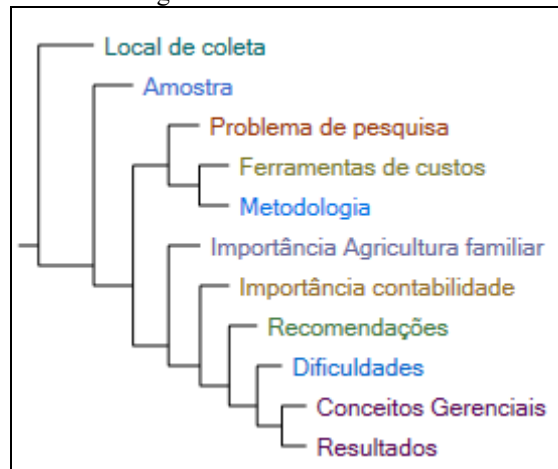 Local de coleta
Amostra
Problema de pesquisa
Ferramentas de custos
Metodologia
Importância Agricultura familiar
Importância contabilidade
Recomendações
Dificuldades
Conceitos Gerenciais
Resultados